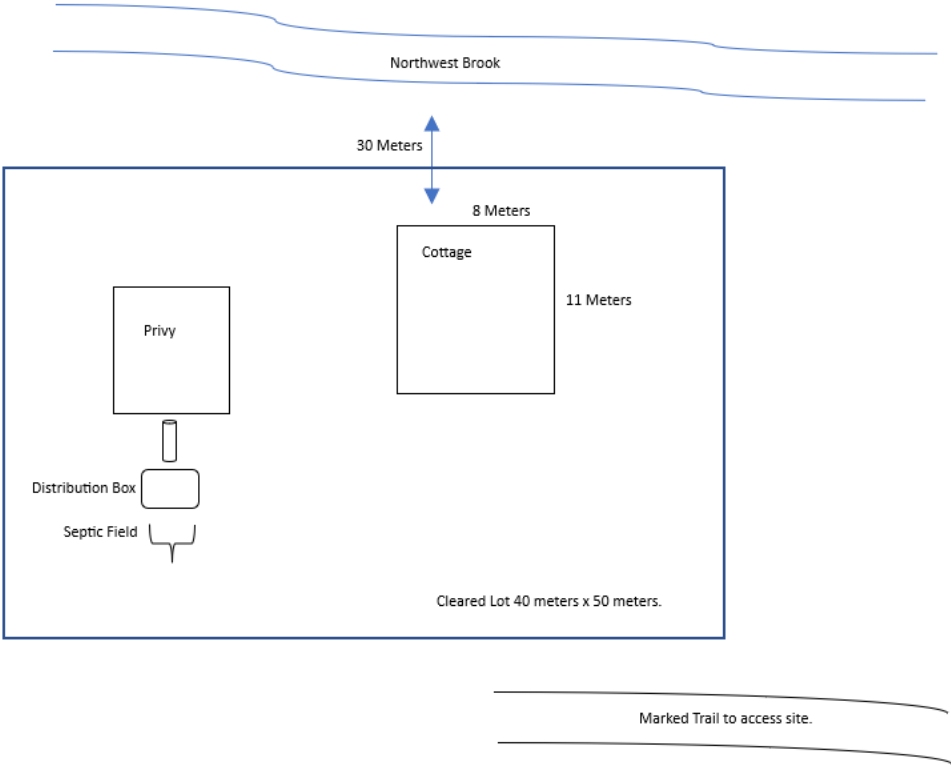 Northwest Brook
30 Meters
8 Meters
Cottage
11 Meters
Privy
Distribution Box
Septic Field
Cleared Lot 40 meters x 50 meters.
Marked Trail to access site.